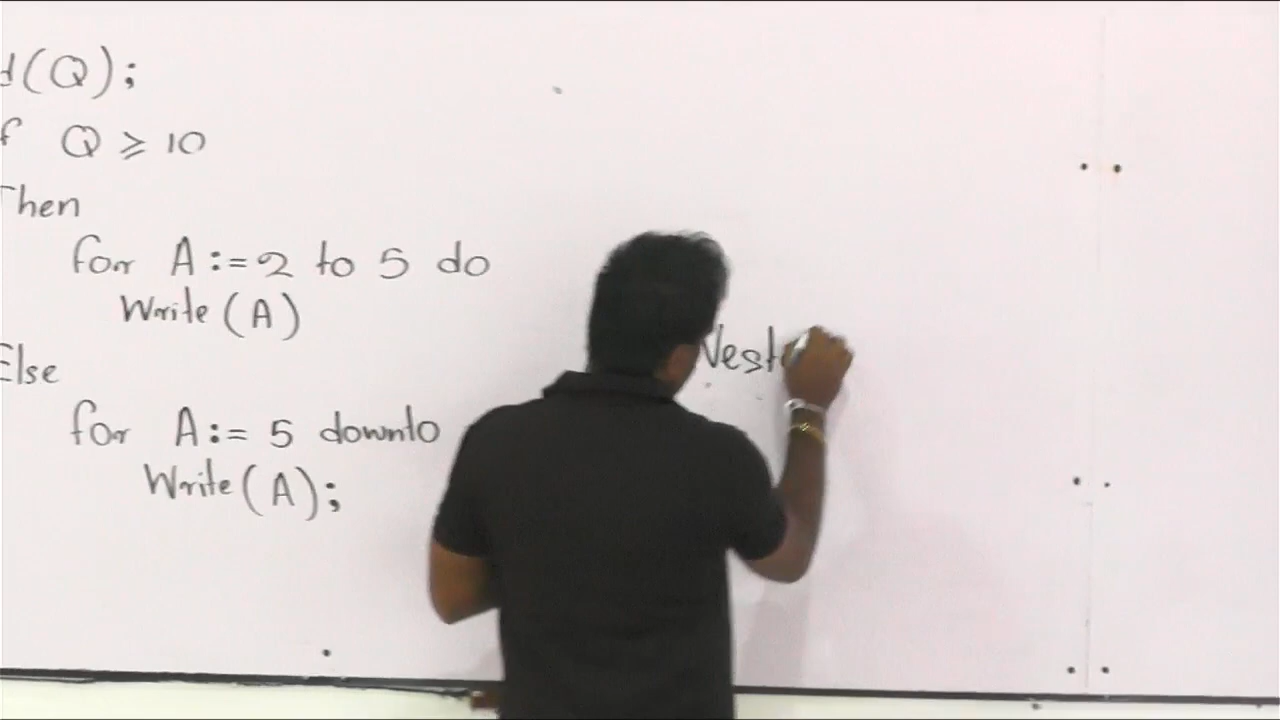 d(Q);
f Q ⩾ 10
Then
for A:=2 to 5 do
Write(A)
Else
for A:= 5 downto
Write(A);
Nest